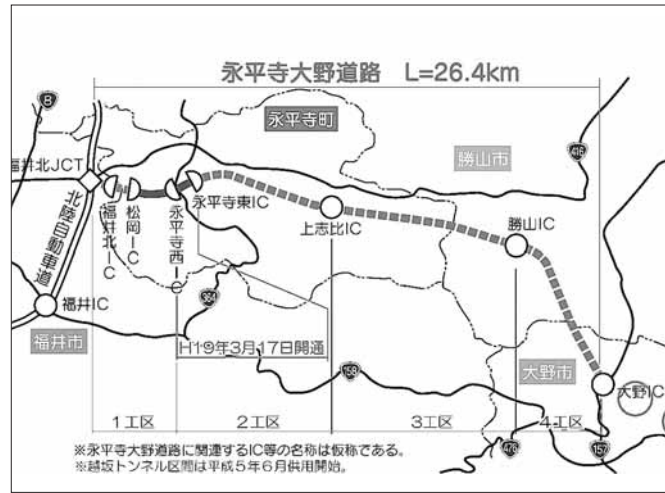 永平寺大野道路 L=26.4km
8
永平寺町
416
勝山市
福井北JCT
永平寺東IC
福井北IC
松岡IC
永平寺西IC
上志比IC
勝山IC
北陸自動車道
福井IC
364
福井市
H19年3月17日開通
158
大野市
大野IC
1工区
2工区
3工区
4工区
476
157
※永平寺大野道路に関連するIC等の名称は仮称である。
※越坂トンネル区間は平成5年6月供用開始。